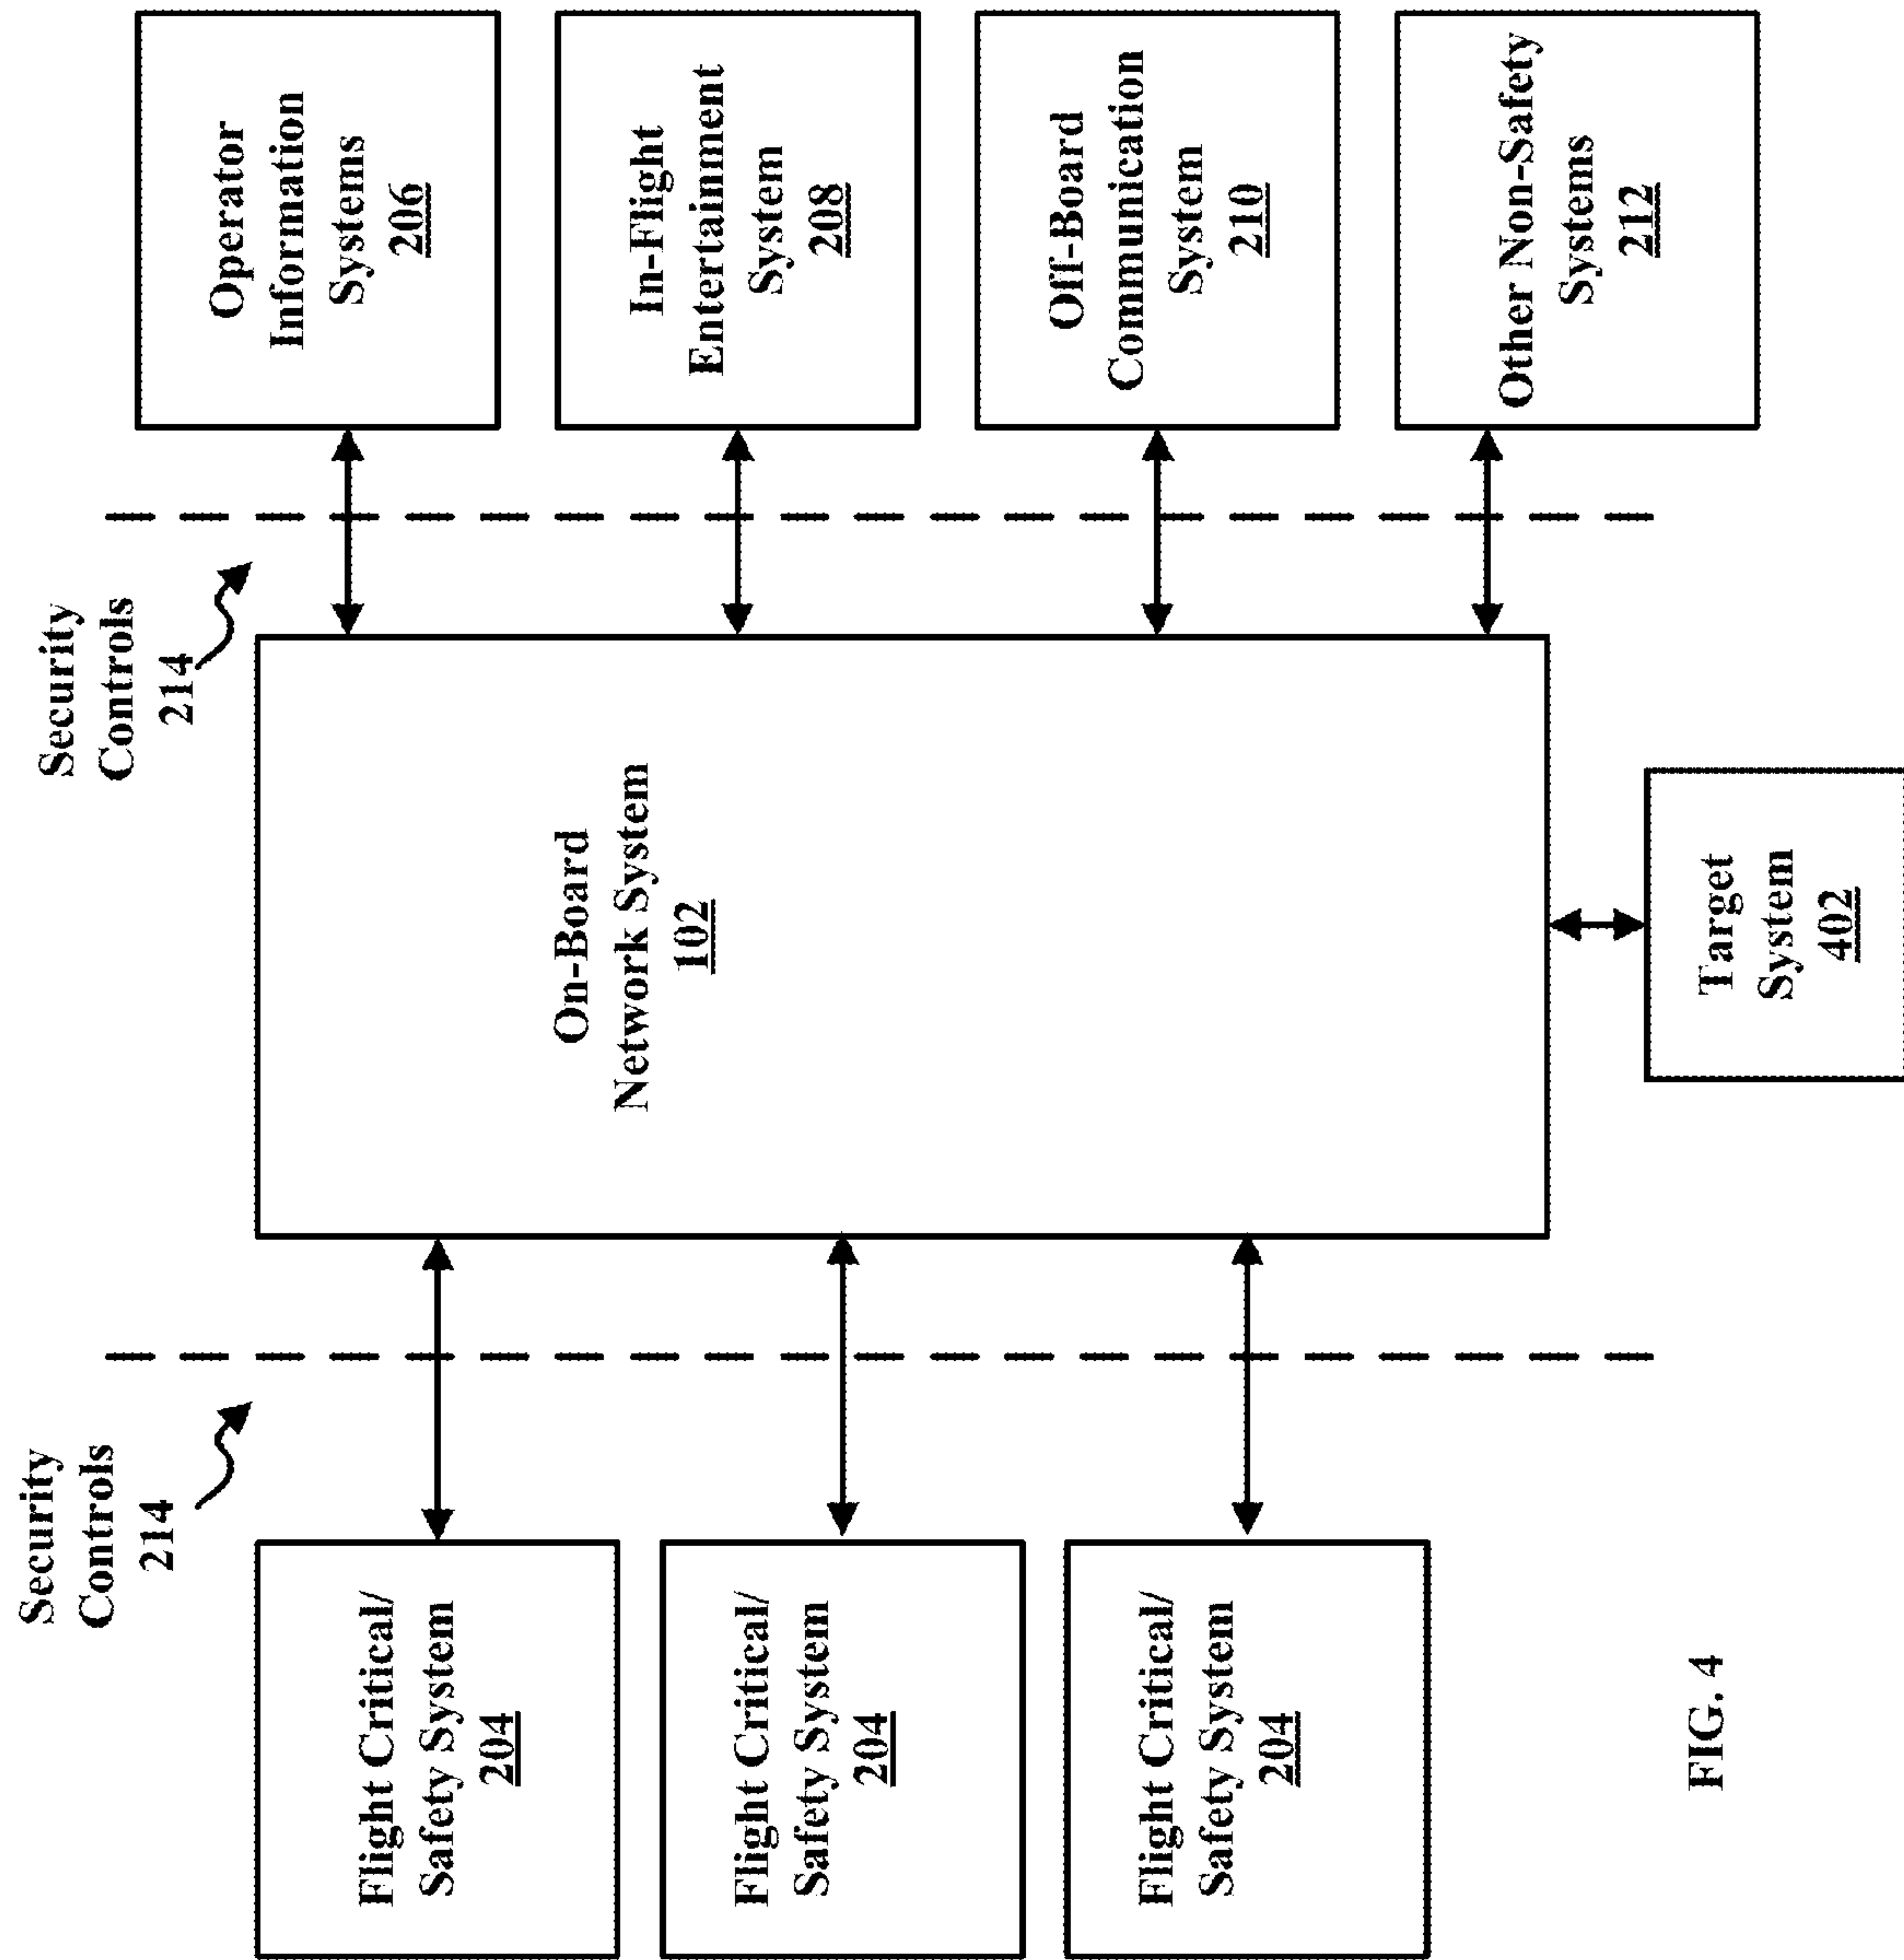 Security
Controls
214
Security
Controls
214
Flight Critical/
Safety System
204
Flight Critical/
Safety System
204
Flight Critical/
Safety System
204
On-Board
Network System
102
Operator
Information
Systems
206
In-Flight
Entertainment
System
208
Off-Board
Communication
System
210
Other Non-Safety
Systems
212
Target
System
402
FIG. 4